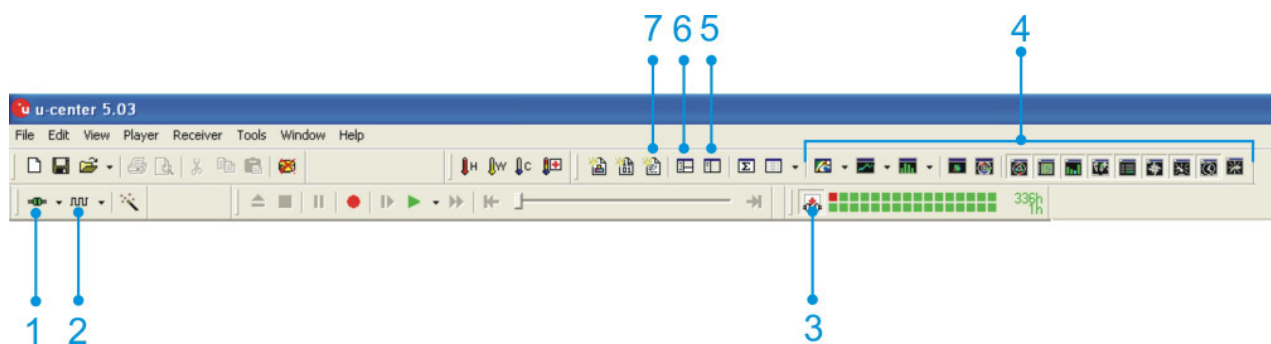 7 6 5 4
u u-center 5.03
File Edit View Player Receiver Tools Window Help
H W C Σ
336h
1h
1 2 3